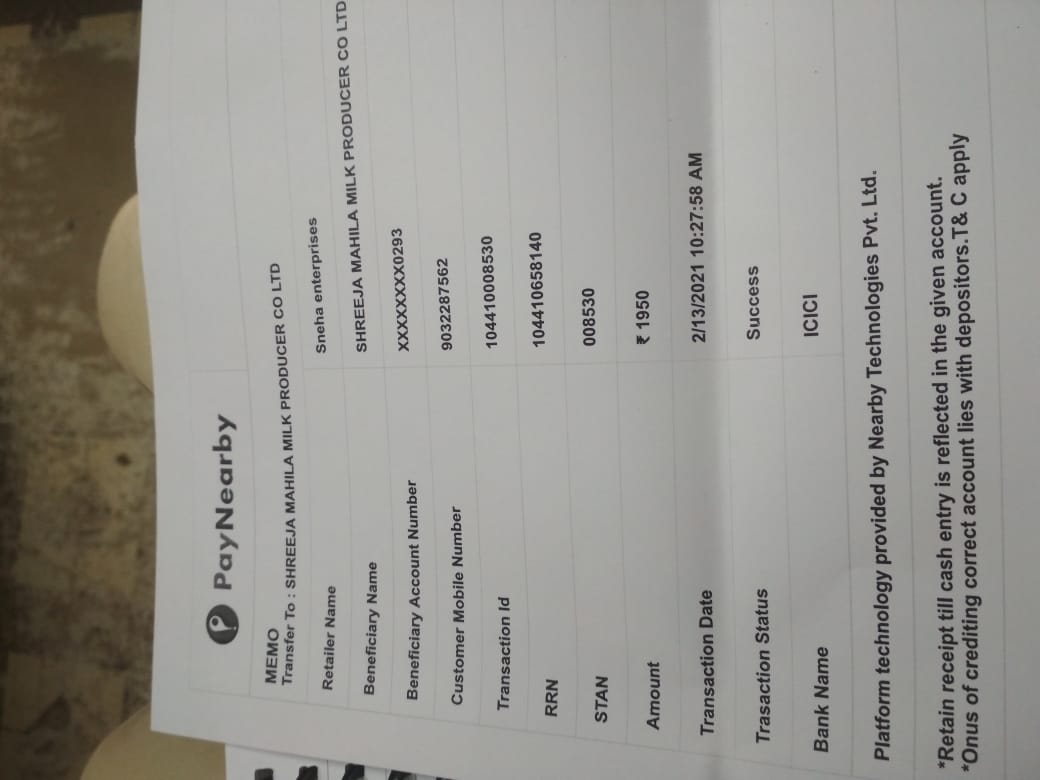 PayNearby
MEMO
Transfer To : SHREEJA MAHILA MILK PRODUCER CO LTD
Retailer Name Sneha enterprises
Beneficiary Name SHREEJA MAHILA MILK PRODUCER CO LTD
Beneficiary Account Number XXXXXXXX0293
Customer Mobile Number 9032287562
Transaction Id 104410008530
RRN 104410658140
STAN 008530
Amount ₹ 1950
Transaction Date 2/13/2021 10:27:58 AM
Trasaction Status Success
Bank Name ICICI
Platform technology provided by Nearby Technologies Pvt. Ltd.
*Retain receipt till cash entry is reflected in the given account.
*Onus of crediting correct account lies with depositors.T& C apply